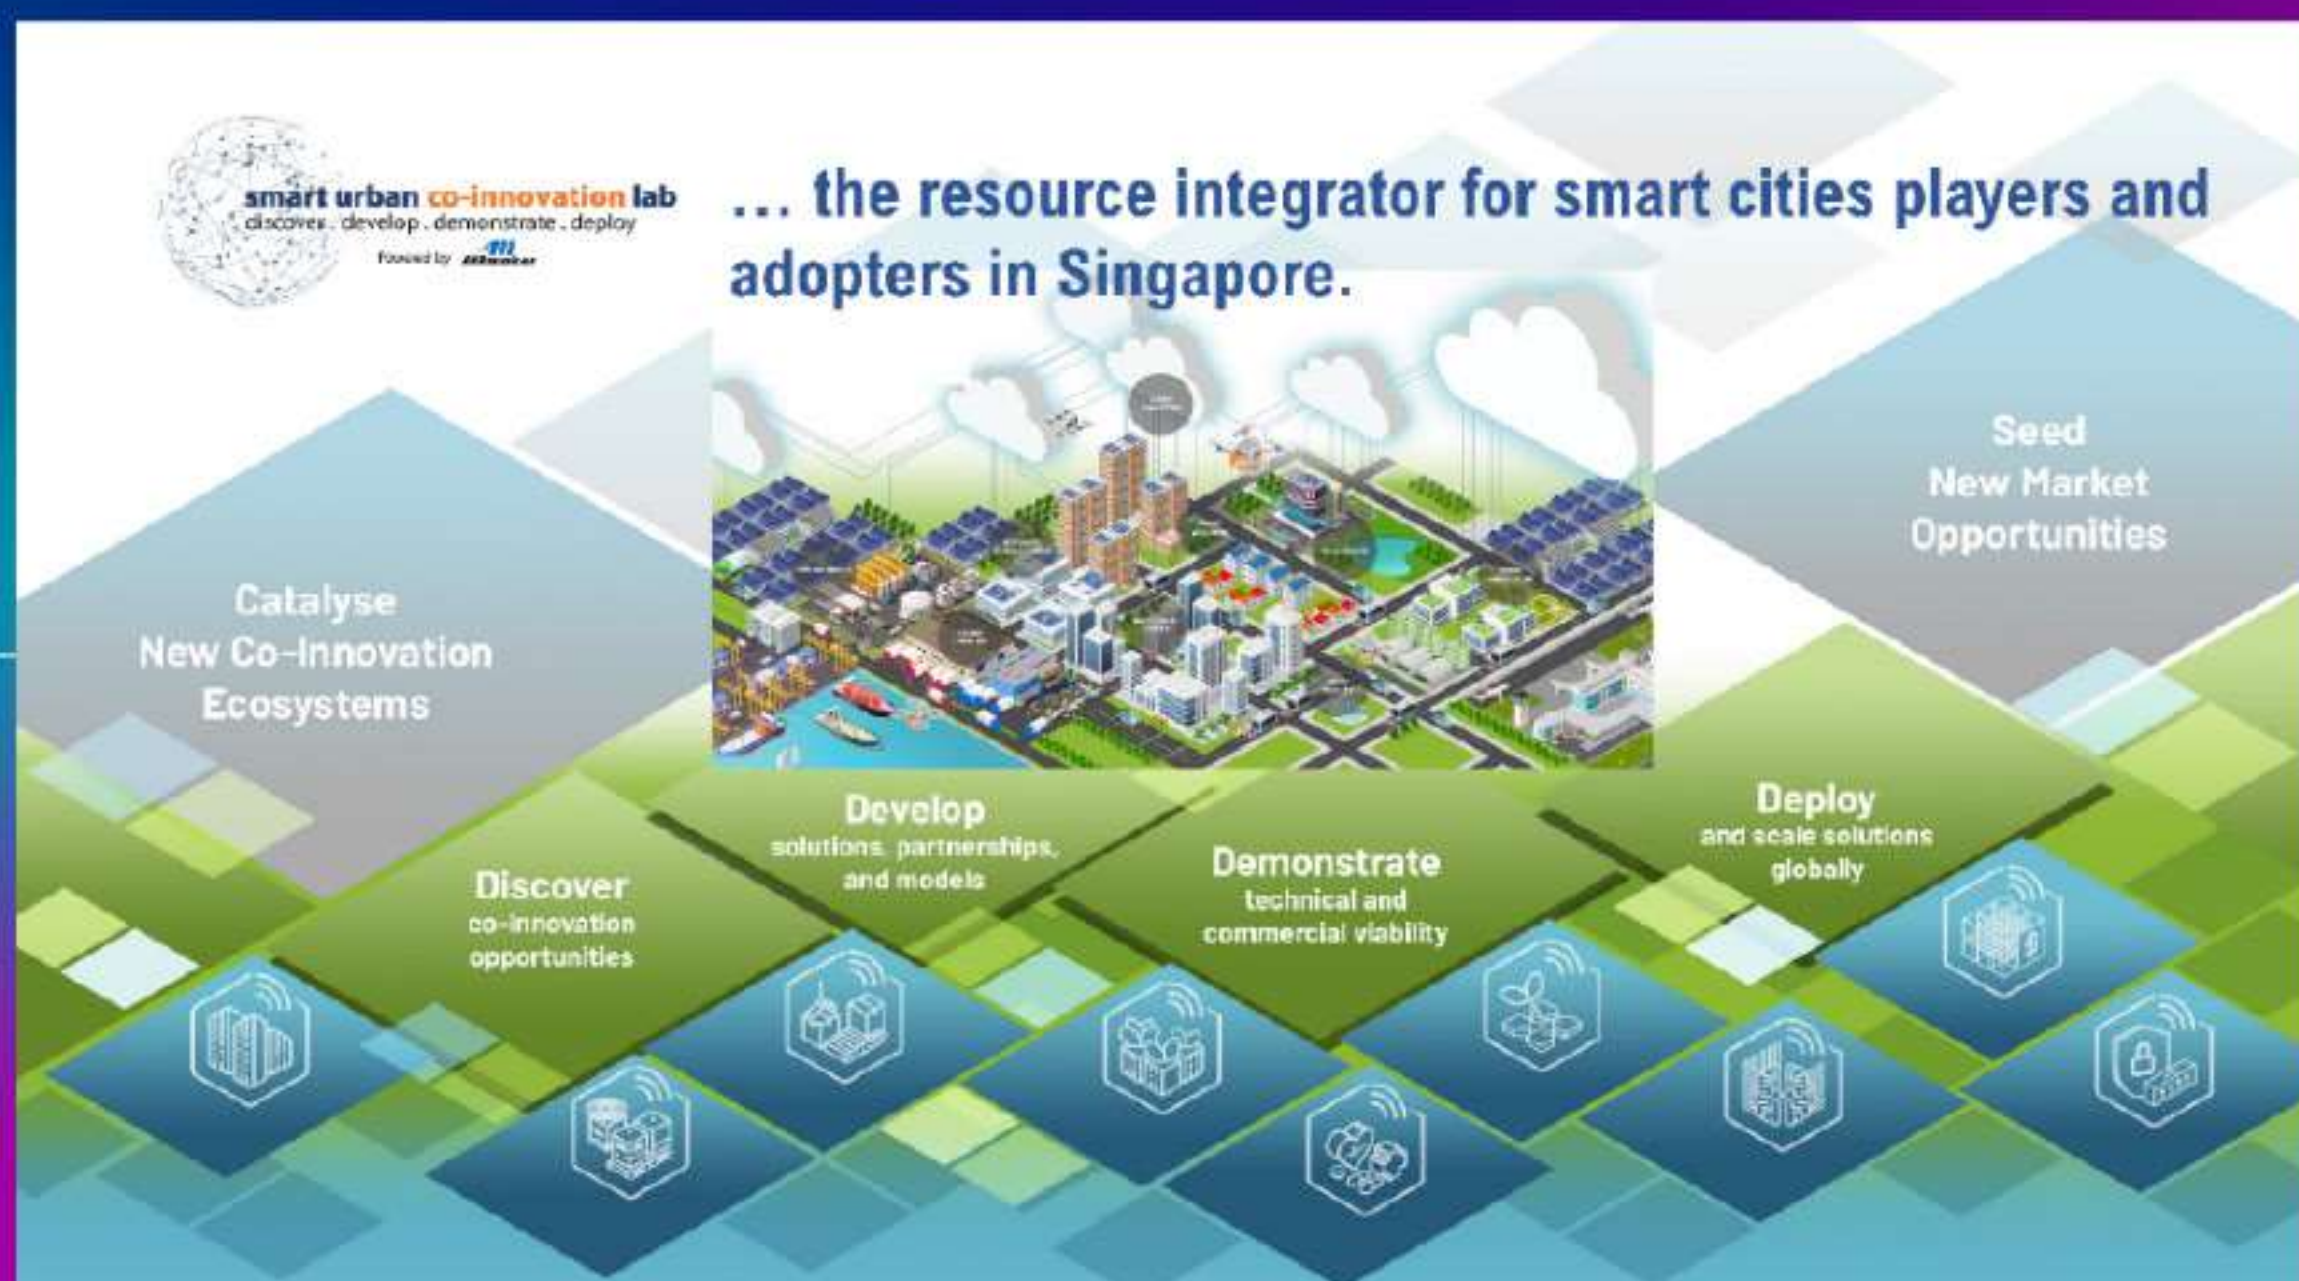 smart urban co-innovation lab
discover . develop . demonstrate . deploy
Powered by
... the resource integrator for smart cities players and
adopters in Singapore.
Seed
New Market
Opportunities
Catalyse
New Co-Innovation
Ecosystems
Develop
solutions, partnerships,
and models
Deploy
and scale solutions
globally
Discover
co-innovation
opportunities
Demonstrate
technical and
commercial viability